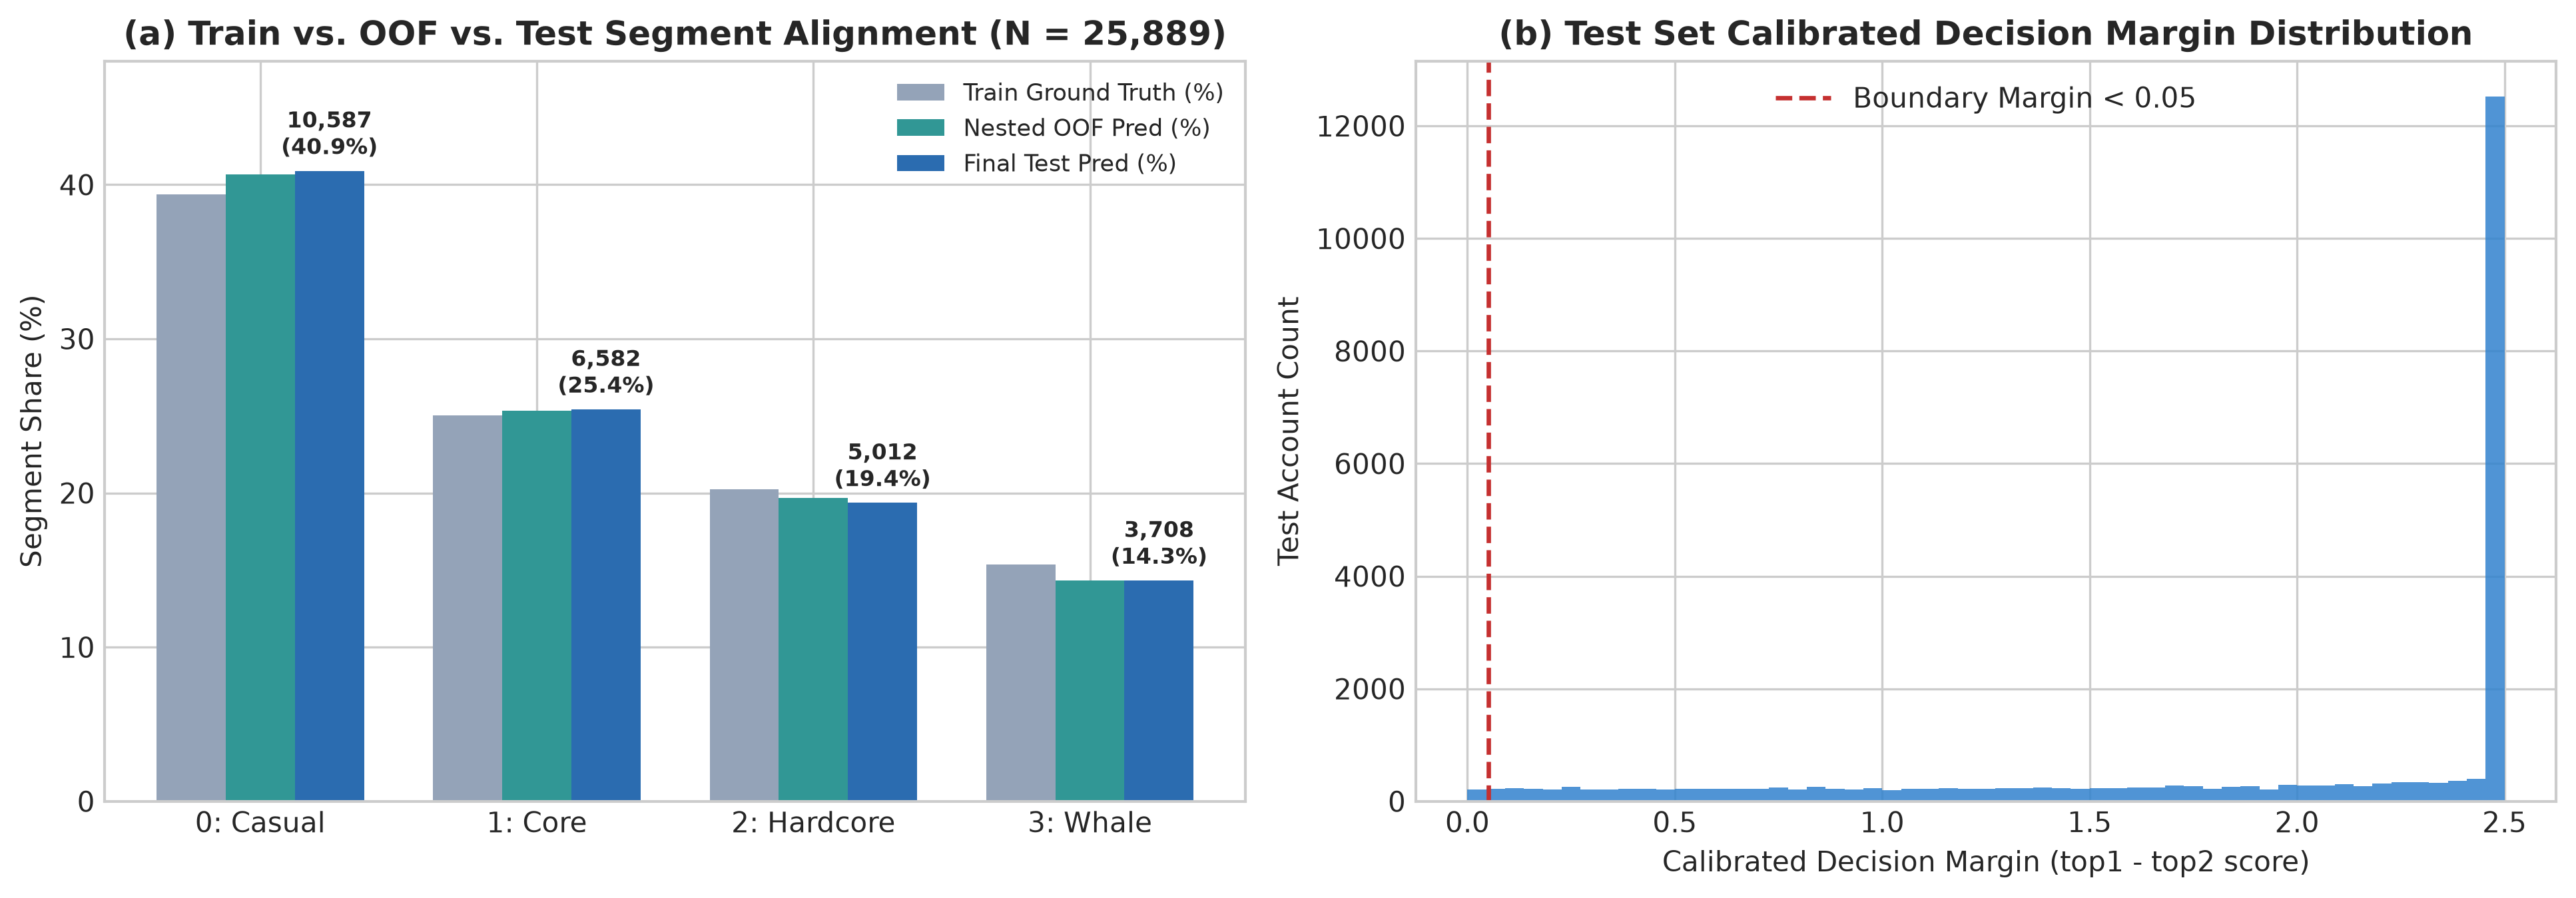 (a) Train vs. OOF vs. Test Segment Alignment (N = 25,889)
Segment Share (%)
40
30
20
10
0
Train Ground Truth (%)
Nested OOF Pred (%)
Final Test Pred (%)
10,587
(40.9%)
6,582
(25.4%)
5,012
(19.4%)
3,708
(14.3%)
0: Casual
1: Core
2: Hardcore
3: Whale
(b) Test Set Calibrated Decision Margin Distribution
Test Account Count
12000
10000
8000
6000
4000
2000
0
Boundary Margin < 0.05
0.0
0.5
1.0
1.5
2.0
2.5
Calibrated Decision Margin (top1 - top2 score)